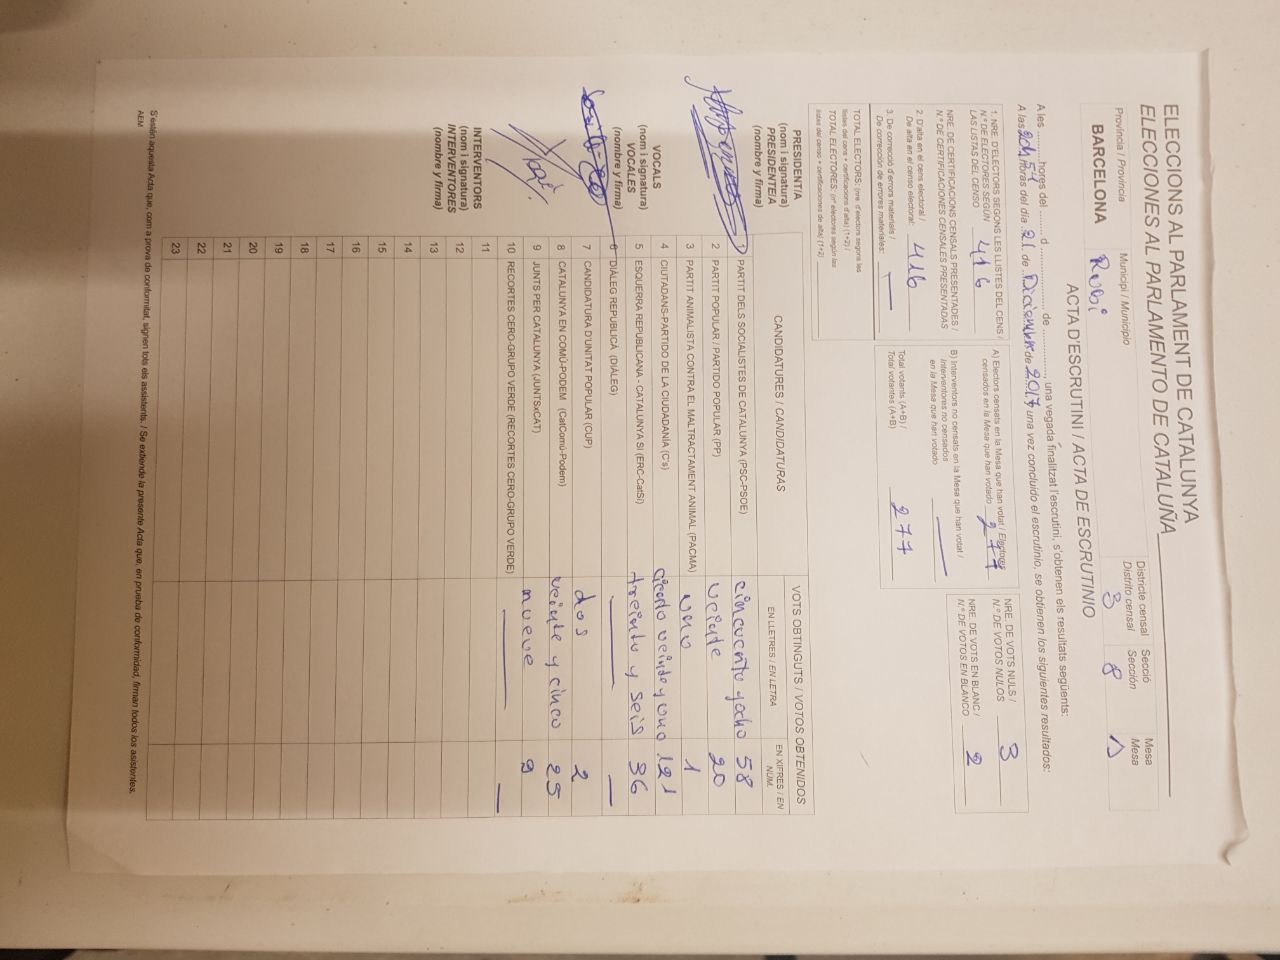 ELECCIONS AL PARLAMENT DE CATALUNYA
ELECCIONES AL PARLAMENTO DE CATALUÑA
Província / Provincia
BARCELONA
Municipi / Municipio
Rubí
Districte censal
Distrito censal
3
Secció
Sección
8
Mesa
Mesa
A
ACTA D'ESCRUTINI / ACTA DE ESCRUTINIO
A les ........ hores del ........ d ............ de ............, una vegada finalitzat l'escrutini, s'obtenen els resultats següents:
A las 20h 54 horas del día 21 de Diciembre de 2017 una vez concluido el escrutinio, se obtienen los siguientes resultados:
1. NRE. D'ELECTORS SEGONS LES LLISTES DEL CENS /
N.º DE ELECTORES SEGÚN
LAS LISTAS DEL CENSO 416
NRE. DE CERTIFICACIONS CENSALS PRESENTADES /
N.º DE CERTIFICACIONES CENSALES PRESENTADAS
2. D'alta en el cens electoral /
De alta en el censo electoral: 416
3. De correcció d'errors materials /
De corrección de errores materiales: —
TOTAL ELECTORS: (nre. d'electors segons les
llistes del cens + certificacions d'alta) (1+2) /
TOTAL ELECTORES: (nº electores según las
listas del censo + certificaciones de alta) (1+2)
A) Electors censats en la Mesa que han votat / Electores
censados en la Mesa que han votado 277
B) Interventors no censats en la Mesa que han votat /
Interventores no censados
en la Mesa que han votado —
Total votants (A+B) /
Total votantes (A+B) 277
NRE. DE VOTS NULS /
N.º DE VOTOS NULOS 3
NRE. DE VOTS EN BLANC /
N.º DE VOTOS EN BLANCO 2
PRESIDENT/A
(nom i signatura)
PRESIDENTE/A
(nombre y firma)
VOCALS
(nom i signatura)
VOCALES
(nombre y firma)
INTERVENTORS
(nom i signatura)
INTERVENTORES
(nombre y firma)
CANDIDATURES / CANDIDATURAS
VOTS OBTINGUTS / VOTOS OBTENIDOS
EN LLETRES / EN LETRA
EN XIFRES / EN NÚM.
1 PARTIT DELS SOCIALISTES DE CATALUNYA (PSC-PSOE) cincuenta y ocho 58
2 PARTIT POPULAR / PARTIDO POPULAR (PP) veinte 20
3 PARTIT ANIMALISTA CONTRA EL MALTRACTAMENT ANIMAL (PACMA) uno 1
4 CIUTADANS-PARTIDO DE LA CIUDADANÍA (C's) ciento veinte y uno 121
5 ESQUERRA REPUBLICANA - CATALUNYA SÍ (ERC-CatSí) treinta y seis 36
6 DIÀLEG REPUBLICÀ (DIÀLEG) — —
7 CANDIDATURA D'UNITAT POPULAR (CUP) dos 2
8 CATALUNYA EN COMÚ-PODEM (CatComú-Podem) veinte y cinco 25
9 JUNTS PER CATALUNYA (JUNTSxCAT) nueve 9
10 RECORTES CERO-GRUPO VERDE (RECORTES CERO-GRUPO VERDE) — —
11
12
13
14
15
16
17
18
19
20
21
22
23
S'estén aquesta Acta que, com a prova de conformitat, signen tots els assistents. / Se extiende la presente Acta que, en prueba de conformidad, firman todos los asistentes.
AEM